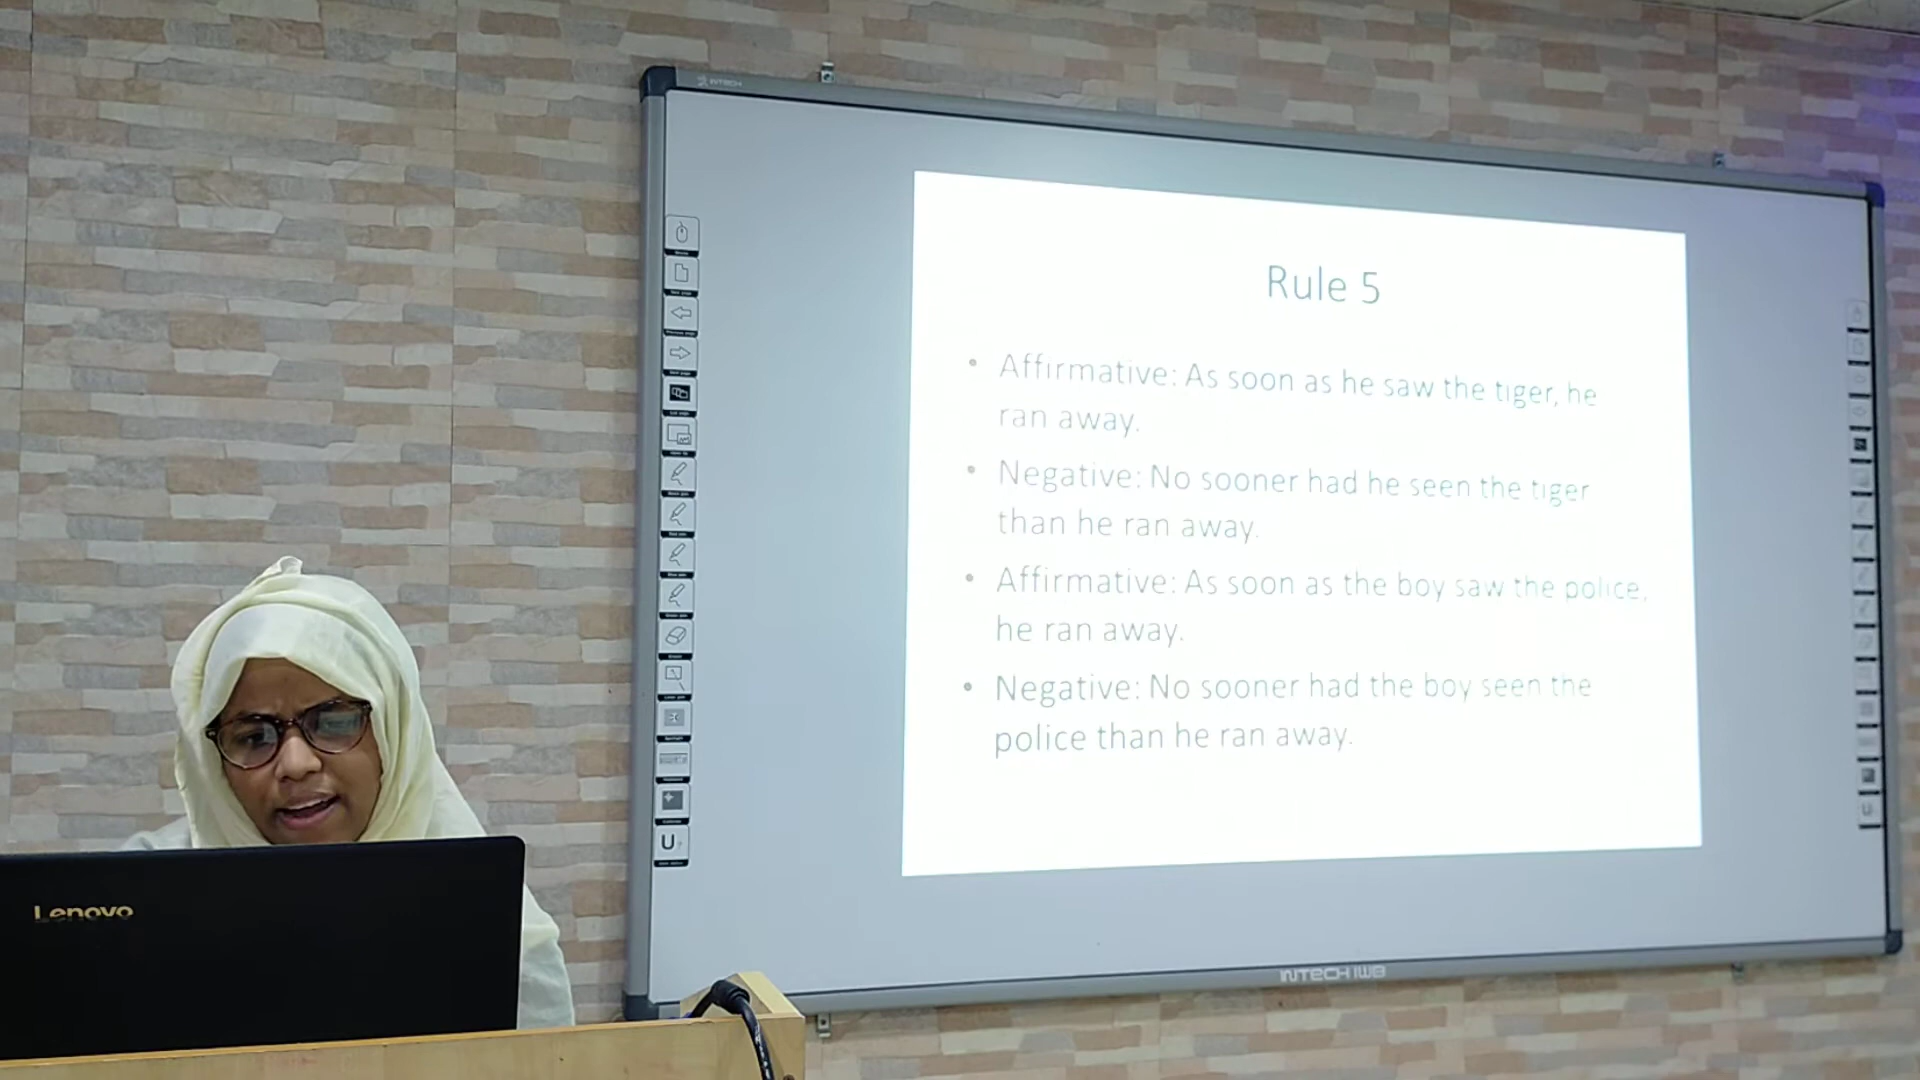 INTECH
Rule 5
• Affirmative: As soon as he saw the tiger, he
ran away.
• Negative: No sooner had he seen the tiger
than he ran away.
• Affirmative: As soon as the boy saw the police,
he ran away.
• Negative: No sooner had the boy seen the
police than he ran away.
Lenovo
INTECH IWB